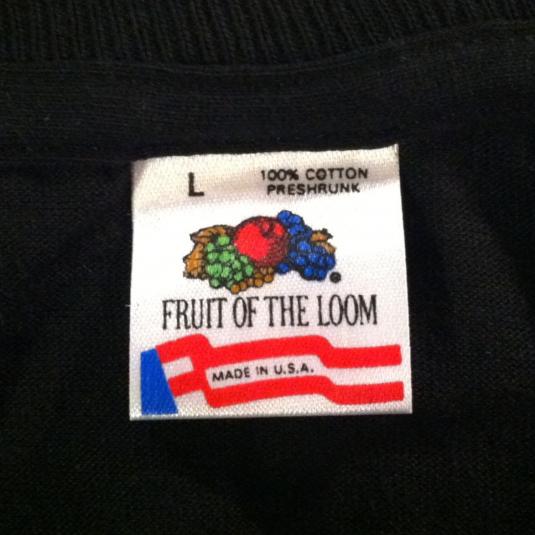 L
100% COTTON
PRESHRUNK
FRUIT OF THE LOOM
MADE IN U.S.A.